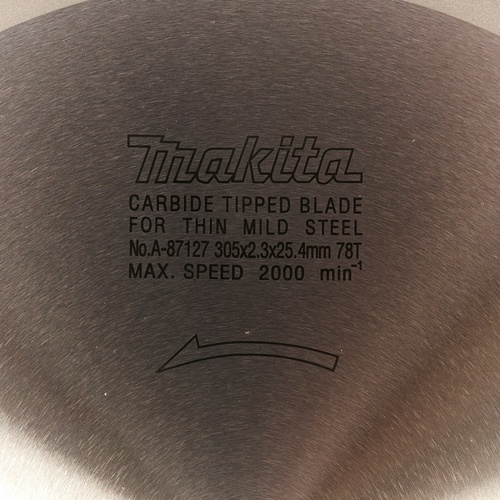 Makita
CARBIDE TIPPED BLADE
FOR THIN MILD STEEL
No.A-87127 305x2.3x25.4mm 78T
MAX. SPEED 2000 min⁻¹